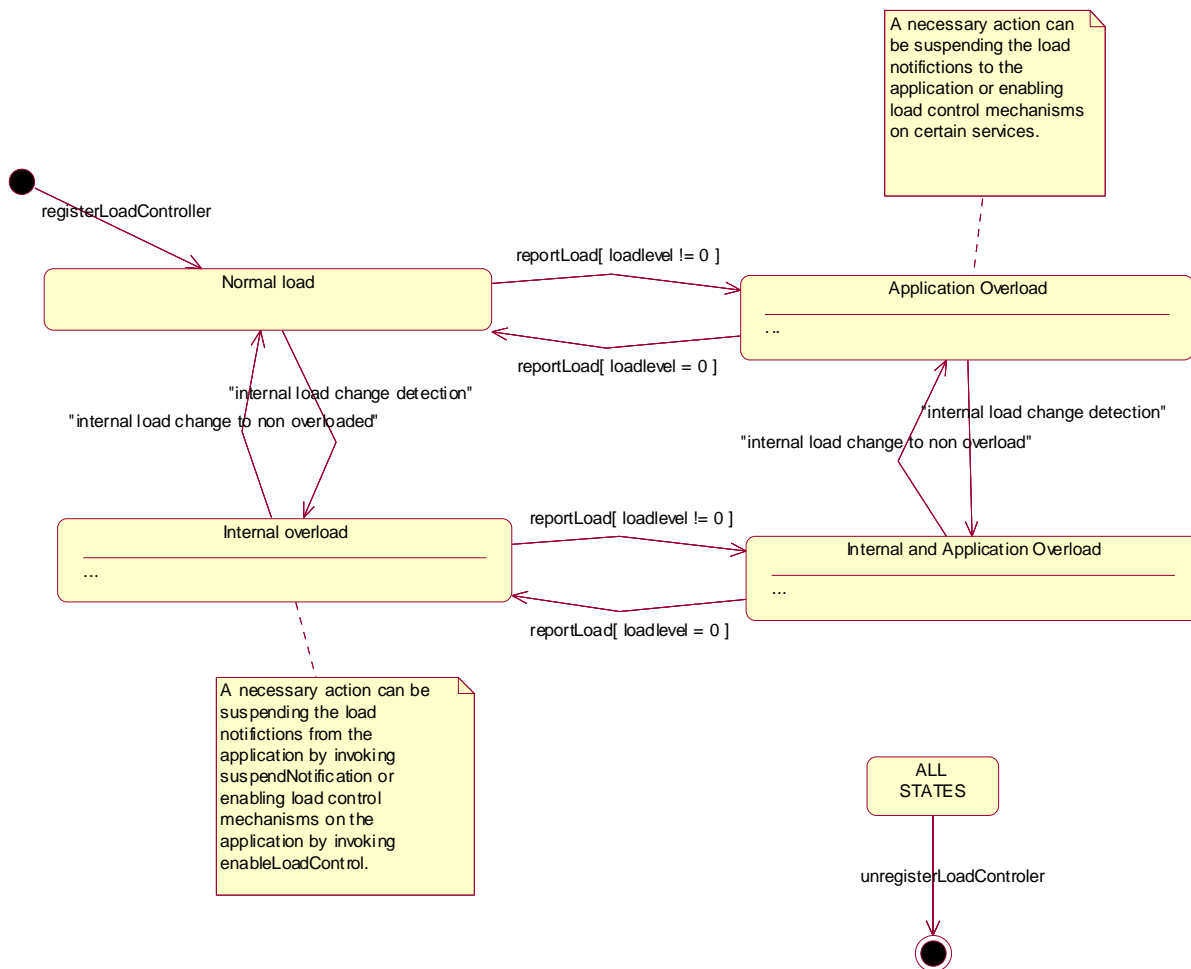 A necessary action can
be suspending the load
notifictions to the
application or enabling
load control mechanisms
on certain services.
registerLoadController
Normal load
reportLoad[ loadlevel != 0 ]
Application Overload
...
reportLoad[ loadlevel = 0 ]
"internal load change detection"
"internal load change to non overloaded"
"internal load change detection"
"internal load change to non overload"
Internal overload
...
reportLoad[ loadlevel != 0 ]
Internal and Application Overload
...
reportLoad[ loadlevel = 0 ]
A necessary action can be
suspending the load
notifictions from the
application by invoking
suspendNotification or
enabling load control
mechanisms on the
application by invoking
enableLoadControl.
ALL
STATES
unregisterLoadControler